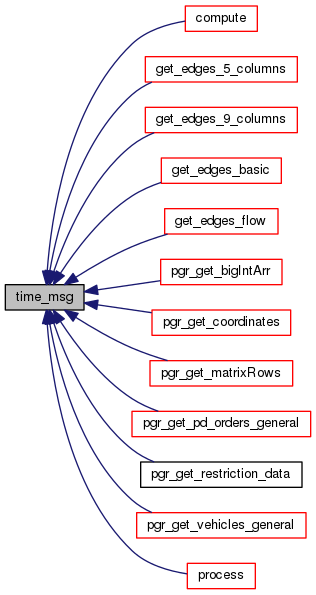 compute
get_edges_5_columns
get_edges_9_columns
get_edges_basic
get_edges_flow
pgr_get_bigIntArr
time_msg
pgr_get_coordinates
pgr_get_matrixRows
pgr_get_pd_orders_general
pgr_get_restriction_data
pgr_get_vehicles_general
process